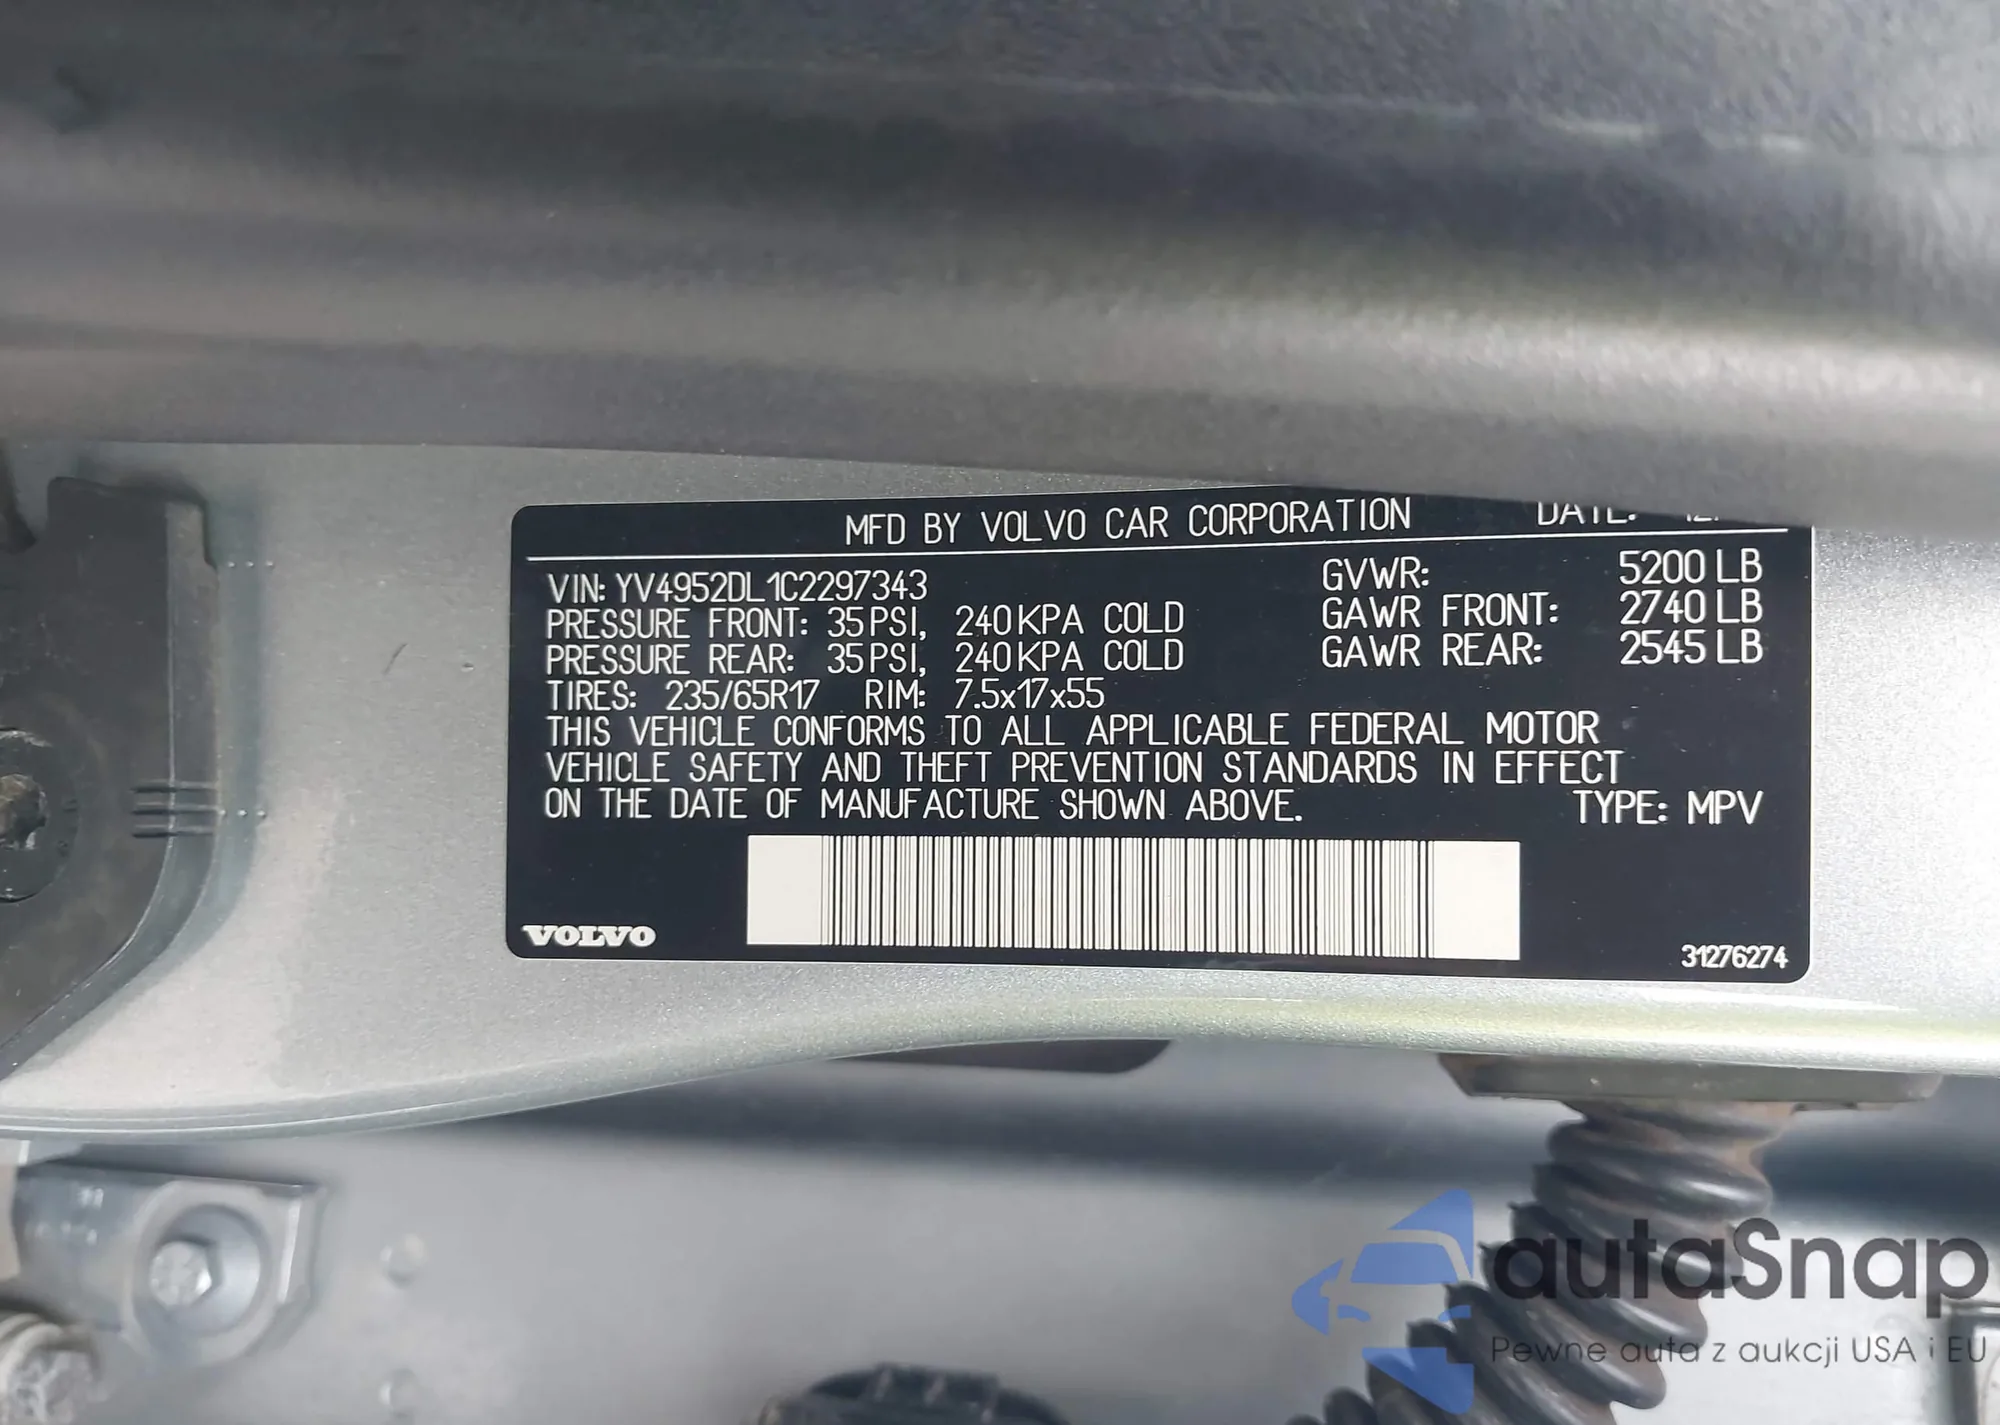 MFD BY VOLVO CAR CORPORATION DATE: 12
VIN: YV4952DL1C2297343 GVWR: 5200 LB
PRESSURE FRONT: 35 PSI, 240 KPA COLD GAWR FRONT: 2740 LB
PRESSURE REAR: 35 PSI, 240 KPA COLD GAWR REAR: 2545 LB
TIRES: 235/65R17 RIM: 7.5x17x55
THIS VEHICLE CONFORMS TO ALL APPLICABLE FEDERAL MOTOR
VEHICLE SAFETY AND THEFT PREVENTION STANDARDS IN EFFECT
ON THE DATE OF MANUFACTURE SHOWN ABOVE. TYPE: MPV
VOLVO
31276274
autaSnap
Pewne auta z aukcji USA i EU